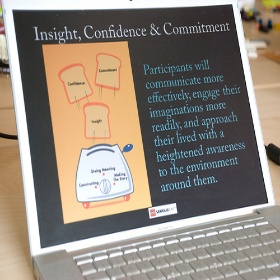 Insight, Confidence & Commitment
Confidence
Commitment
Insight
Giving Meaning
Constructing
Making
The Story
Participants will
communicate more
effectively, engage their
imaginations more
readily, and approach
their lived with a
heightened awareness
to the environment
around them.